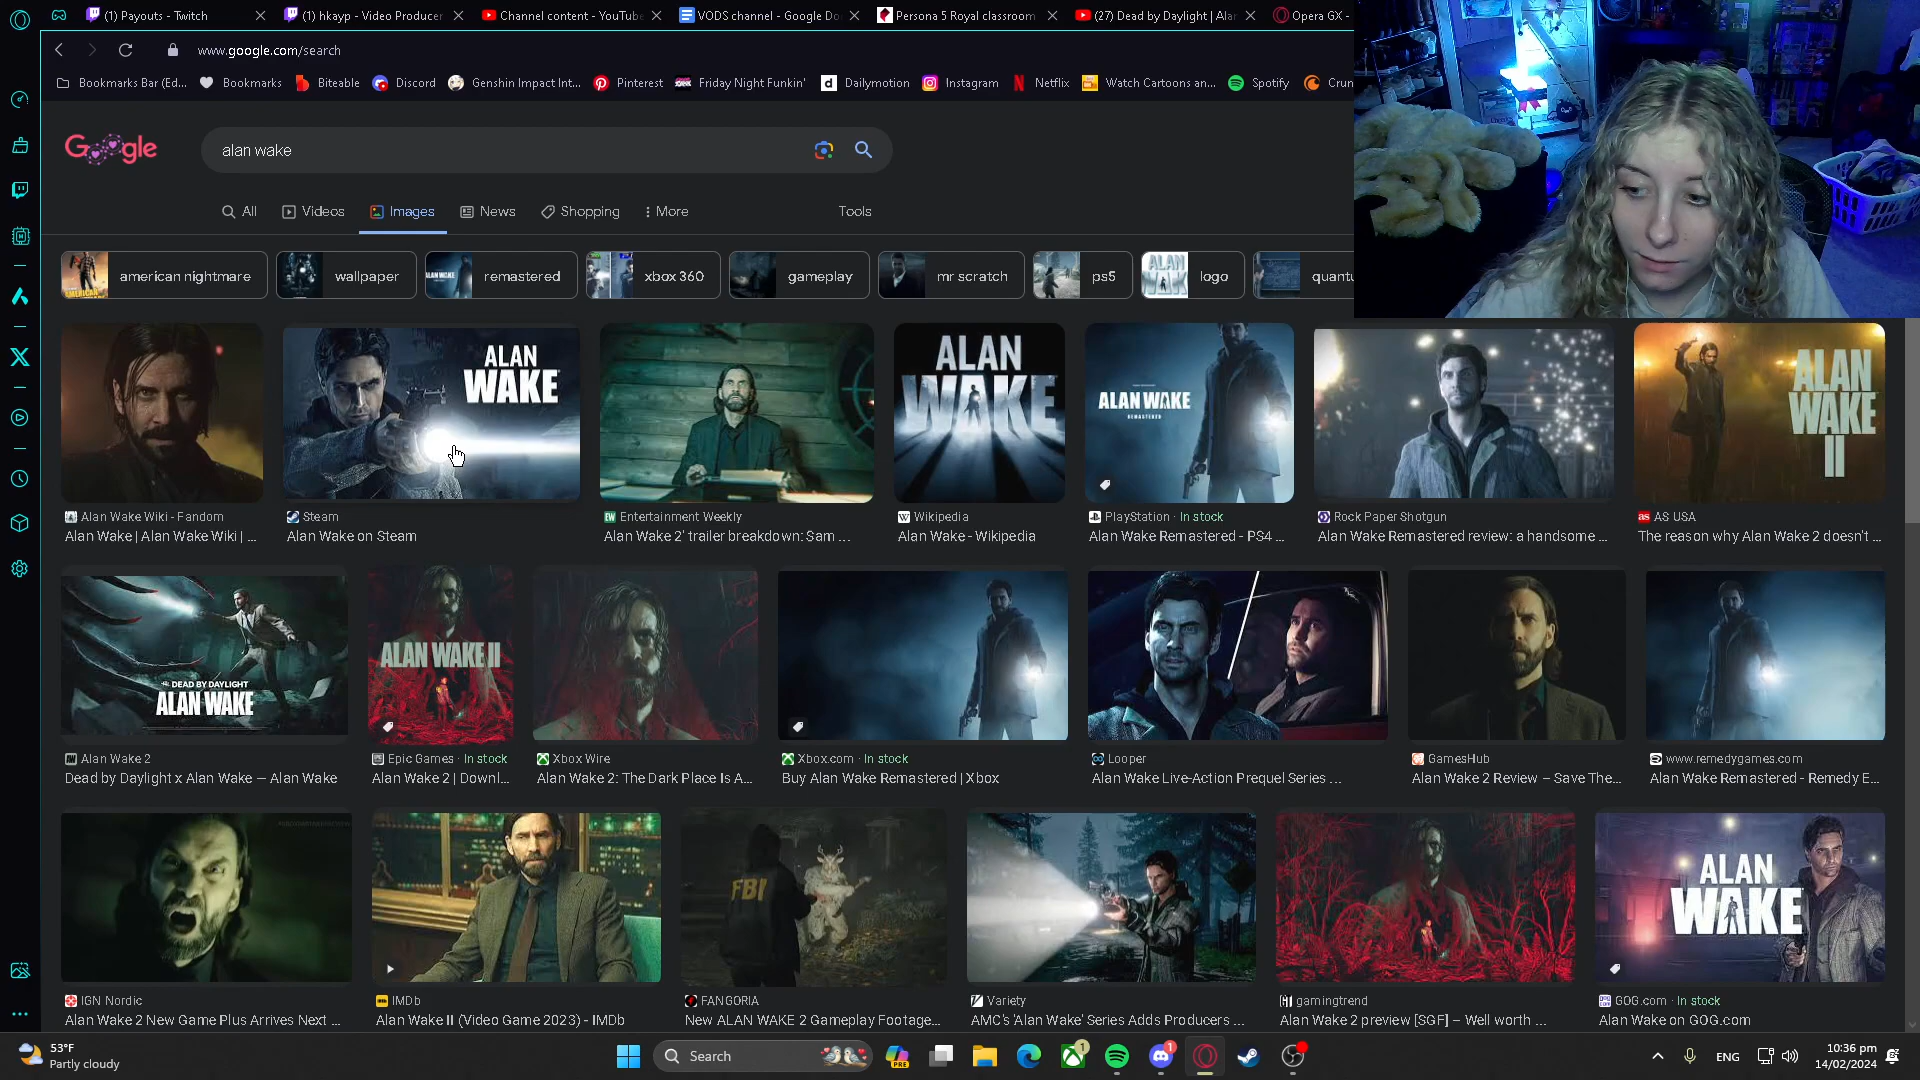 (1) Payouts - Twitch
(1) hkayp - Video Producer
Channel content - YouTube
VODS channel - Google Do
Persona 5 Royal classroom
(27) Dead by Daylight | Alan
Opera GX -
www.google.com/search
Bookmarks Bar (Ed...
Bookmarks
Biteable
Discord
Genshin Impact Int...
Pinterest
Friday Night Funkin'
Dailymotion
Instagram
Netflix
Watch Cartoons an...
Spotify
Crun
Google
alan wake
All
Videos
Images
News
Shopping
More
Tools
american nightmare
wallpaper
remastered
xbox 360
gameplay
mr scratch
ps5
logo
quantu
ALAN
WAKE
ALAN
WAKE
ALAN WAKE
REMASTERED
ALAN
WAKE
II
Alan Wake Wiki - Fandom
Alan Wake | Alan Wake Wiki | ...
Steam
Alan Wake on Steam
Entertainment Weekly
Alan Wake 2' trailer breakdown: Sam ...
Wikipedia
Alan Wake - Wikipedia
PlayStation · In stock
Alan Wake Remastered - PS4 ...
Rock Paper Shotgun
Alan Wake Remastered review: a handsome ...
AS USA
The reason why Alan Wake 2 doesn't ...
DEAD BY DAYLIGHT
ALAN WAKE
ALAN WAKE II
Alan Wake 2
Dead by Daylight x Alan Wake — Alan Wake
Epic Games · In stock
Alan Wake 2 | Downl...
Xbox Wire
Alan Wake 2: The Dark Place Is A...
Xbox.com · In stock
Buy Alan Wake Remastered | Xbox
Looper
Alan Wake Live-Action Prequel Series ...
GamesHub
Alan Wake 2 Review – Save The...
www.remedygames.com
Alan Wake Remastered - Remedy E...
FBI
ALAN
WAKE
IGN Nordic
Alan Wake 2 New Game Plus Arrives Next ...
IMDb
Alan Wake II (Video Game 2023) - IMDb
FANGORIA
New ALAN WAKE 2 Gameplay Footage...
Variety
AMC's 'Alan Wake' Series Adds Producers ...
gamingtrend
Alan Wake 2 preview [SGF] – Well worth ...
GOG.com · In stock
Alan Wake on GOG.com
53°F
Partly cloudy
Search
PRE
1
1
ENG
10:36 pm
14/02/2024